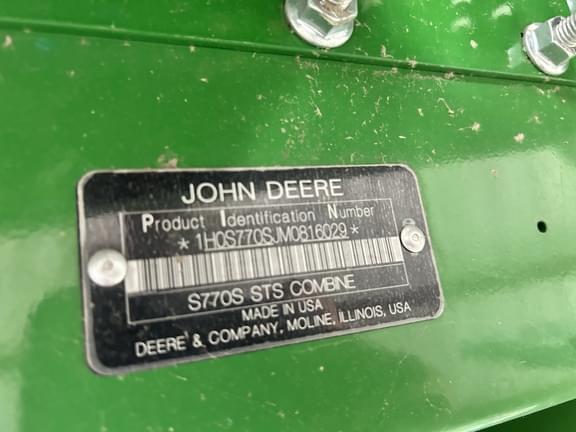 JOHN DEERE
Product Identification Number
*1H0S770SJM0816029*
S770S STS COMBINE
MADE IN USA
DEERE & COMPANY, MOLINE, ILLINOIS, USA